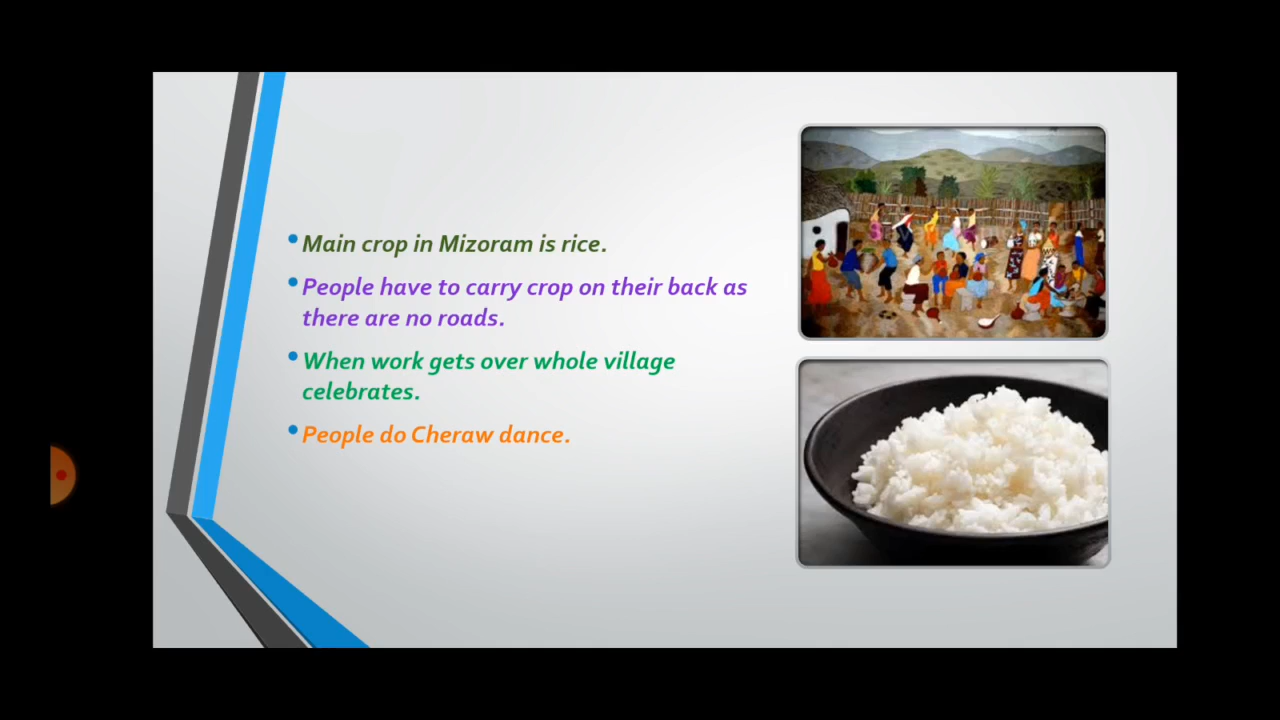 Main crop in Mizoram is rice.
People have to carry crop on their back as
there are no roads.
When work gets over whole village
celebrates.
People do Cheraw dance.